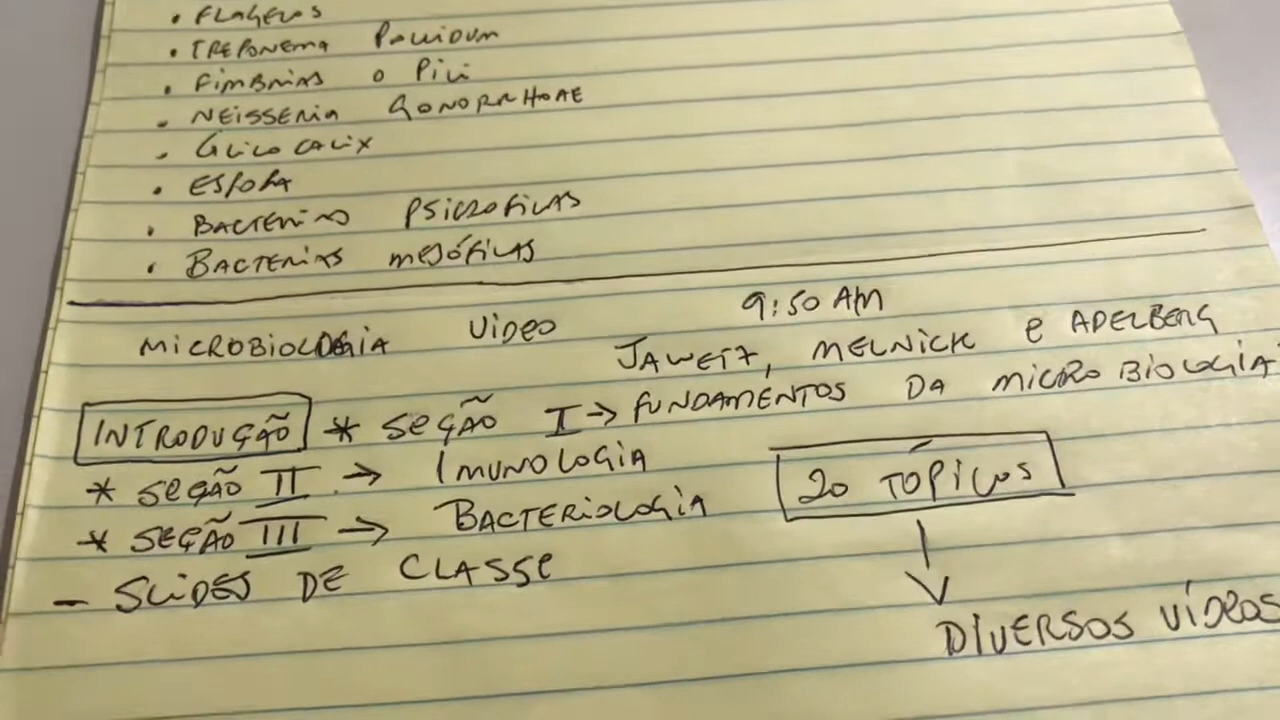 • FLAGELOS
• TREPONEMA PALLIDUM
• FIMBRIAS O PILI
• NEISSERIA GONORRHOAE
• GLICOCALIX
• ESPORA
• BACTERIAS PSICROFILAS
• BACTERIAS MESÓFILAS
MICROBIOLOGIA VIDEO 9:50 AM
JAWETZ, MELNICK e ADELBERG
INTRODUÇÃO * SEÇÃO I → FUNDAMENTOS DA MICROBIOLOGIA
* SEÇÃO II → IMUNOLOGIA
20 TÓPICOS
* SEÇÃO III → BACTERIOLOGIA
- SLIDES DE CLASSE
DIVERSOS VÍDEOS